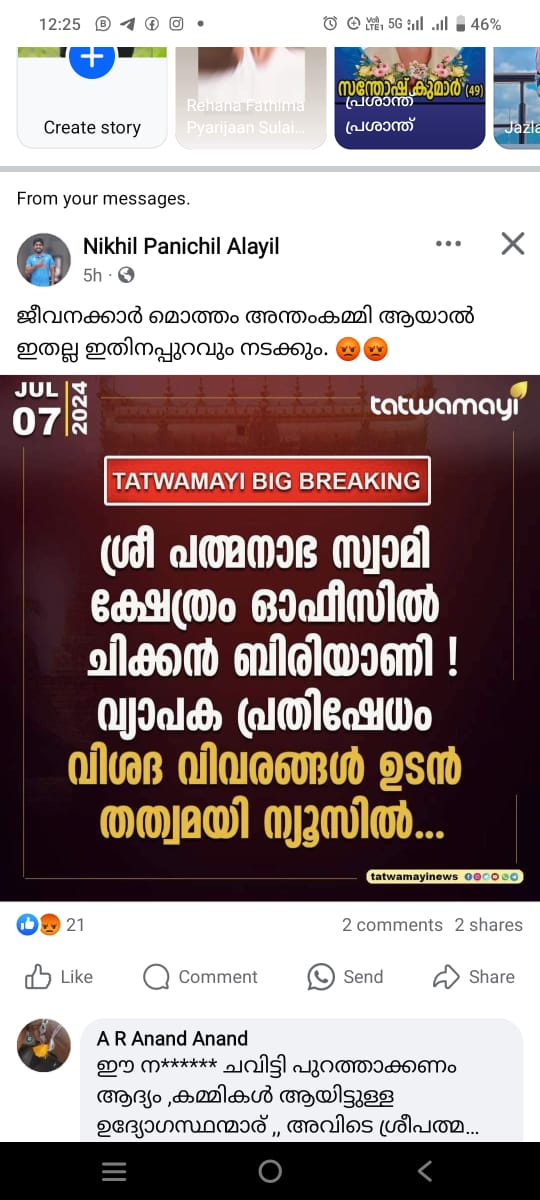 12:25
Vo)
LTE1
5G
46%
Create story
Rehana Fathima
Pyarijaan Sulai...
സന്തോഷ് കുമാർ (49)
പ്രശാന്ത്
പ്രശാന്ത്
Jazla
From your messages.
Nikhil Panichil Alayil
5h ·
ജീവനക്കാർ മൊത്തം അന്തംകമ്മി ആയാൽ
ഇതല്ല ഇതിനപ്പുറവും നടക്കും. 😡😡
JUL
07
2024
tatwamayi
TATWAMAYI BIG BREAKING
ശ്രീ പത്മനാഭ സ്വാമി
ക്ഷേത്രം ഓഫീസിൽ
ചിക്കൻ ബിരിയാണി !
വ്യാപക പ്രതിഷേധം
വിശദ വിവരങ്ങൾ ഉടൻ
തത്വമയി ന്യൂസിൽ...
tatwamayinews
21
2 comments 2 shares
Like Comment Send Share
A R Anand Anand
ഈ ന****** ചവിട്ടി പുറത്താക്കണം
ആദ്യം ,കമ്മികൾ ആയിട്ടുള്ള
ഉദ്യോഗസ്ഥന്മാര് ,, അവിടെ ശ്രീപത്മ...